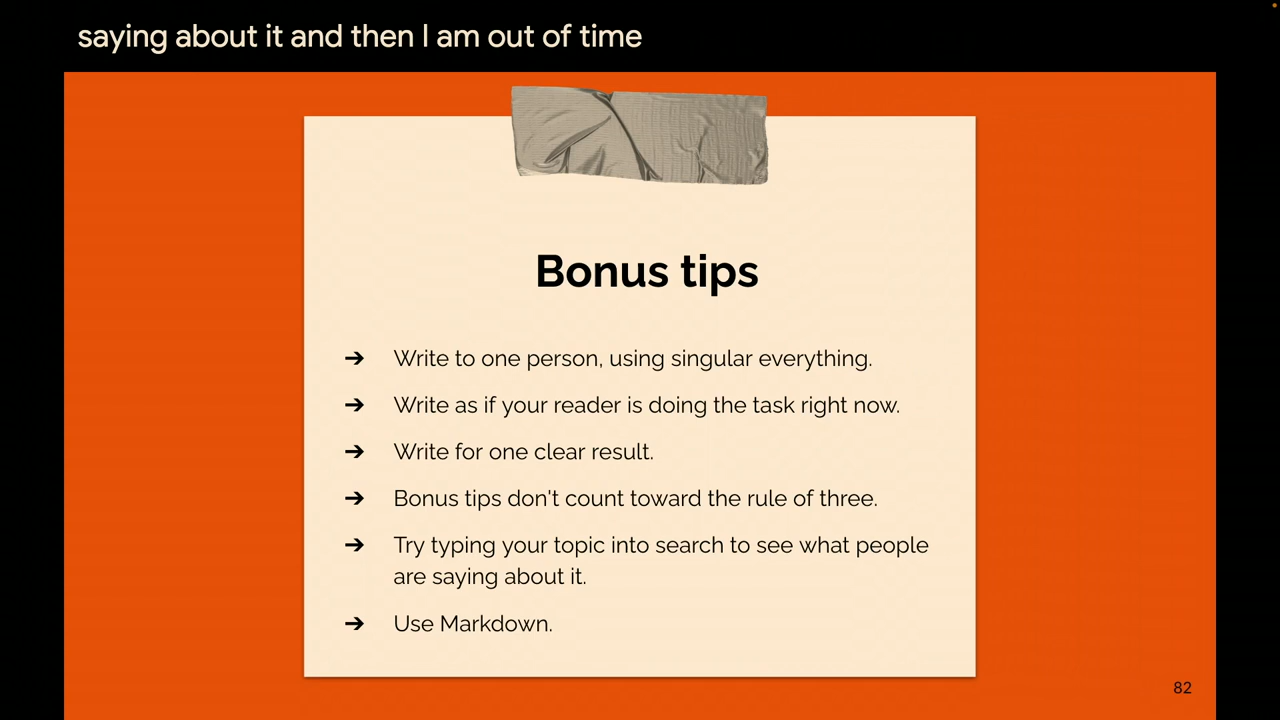 saying about it and then I am out of time
Bonus tips
➔ Write to one person, using singular everything.
➔ Write as if your reader is doing the task right now.
➔ Write for one clear result.
➔ Bonus tips don't count toward the rule of three.
➔ Try typing your topic into search to see what people
are saying about it.
➔ Use Markdown.
82